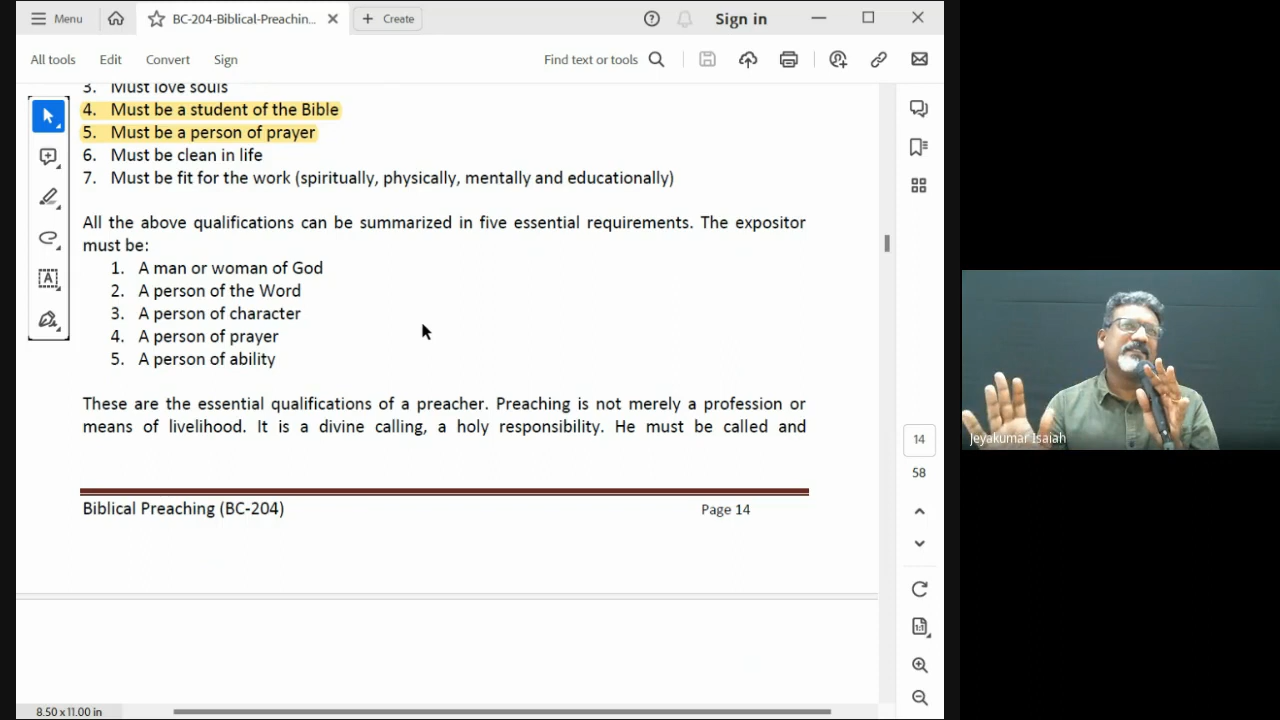 Menu
BC-204-Biblical-Preachin...
Create
Sign in
All tools
Edit
Convert
Sign
Find text or tools
3. Must love souls
4. Must be a student of the Bible
5. Must be a person of prayer
6. Must be clean in life
7. Must be fit for the work (spiritually, physically, mentally and educationally)
All the above qualifications can be summarized in five essential requirements. The expositor
must be:
1. A man or woman of God
2. A person of the Word
3. A person of character
4. A person of prayer
5. A person of ability
These are the essential qualifications of a preacher. Preaching is not merely a profession or
means of livelihood. It is a divine calling, a holy responsibility. He must be called and
Biblical Preaching (BC-204)
Page 14
14
58
8.50 x 11.00 in
Jeyakumar Isaiah